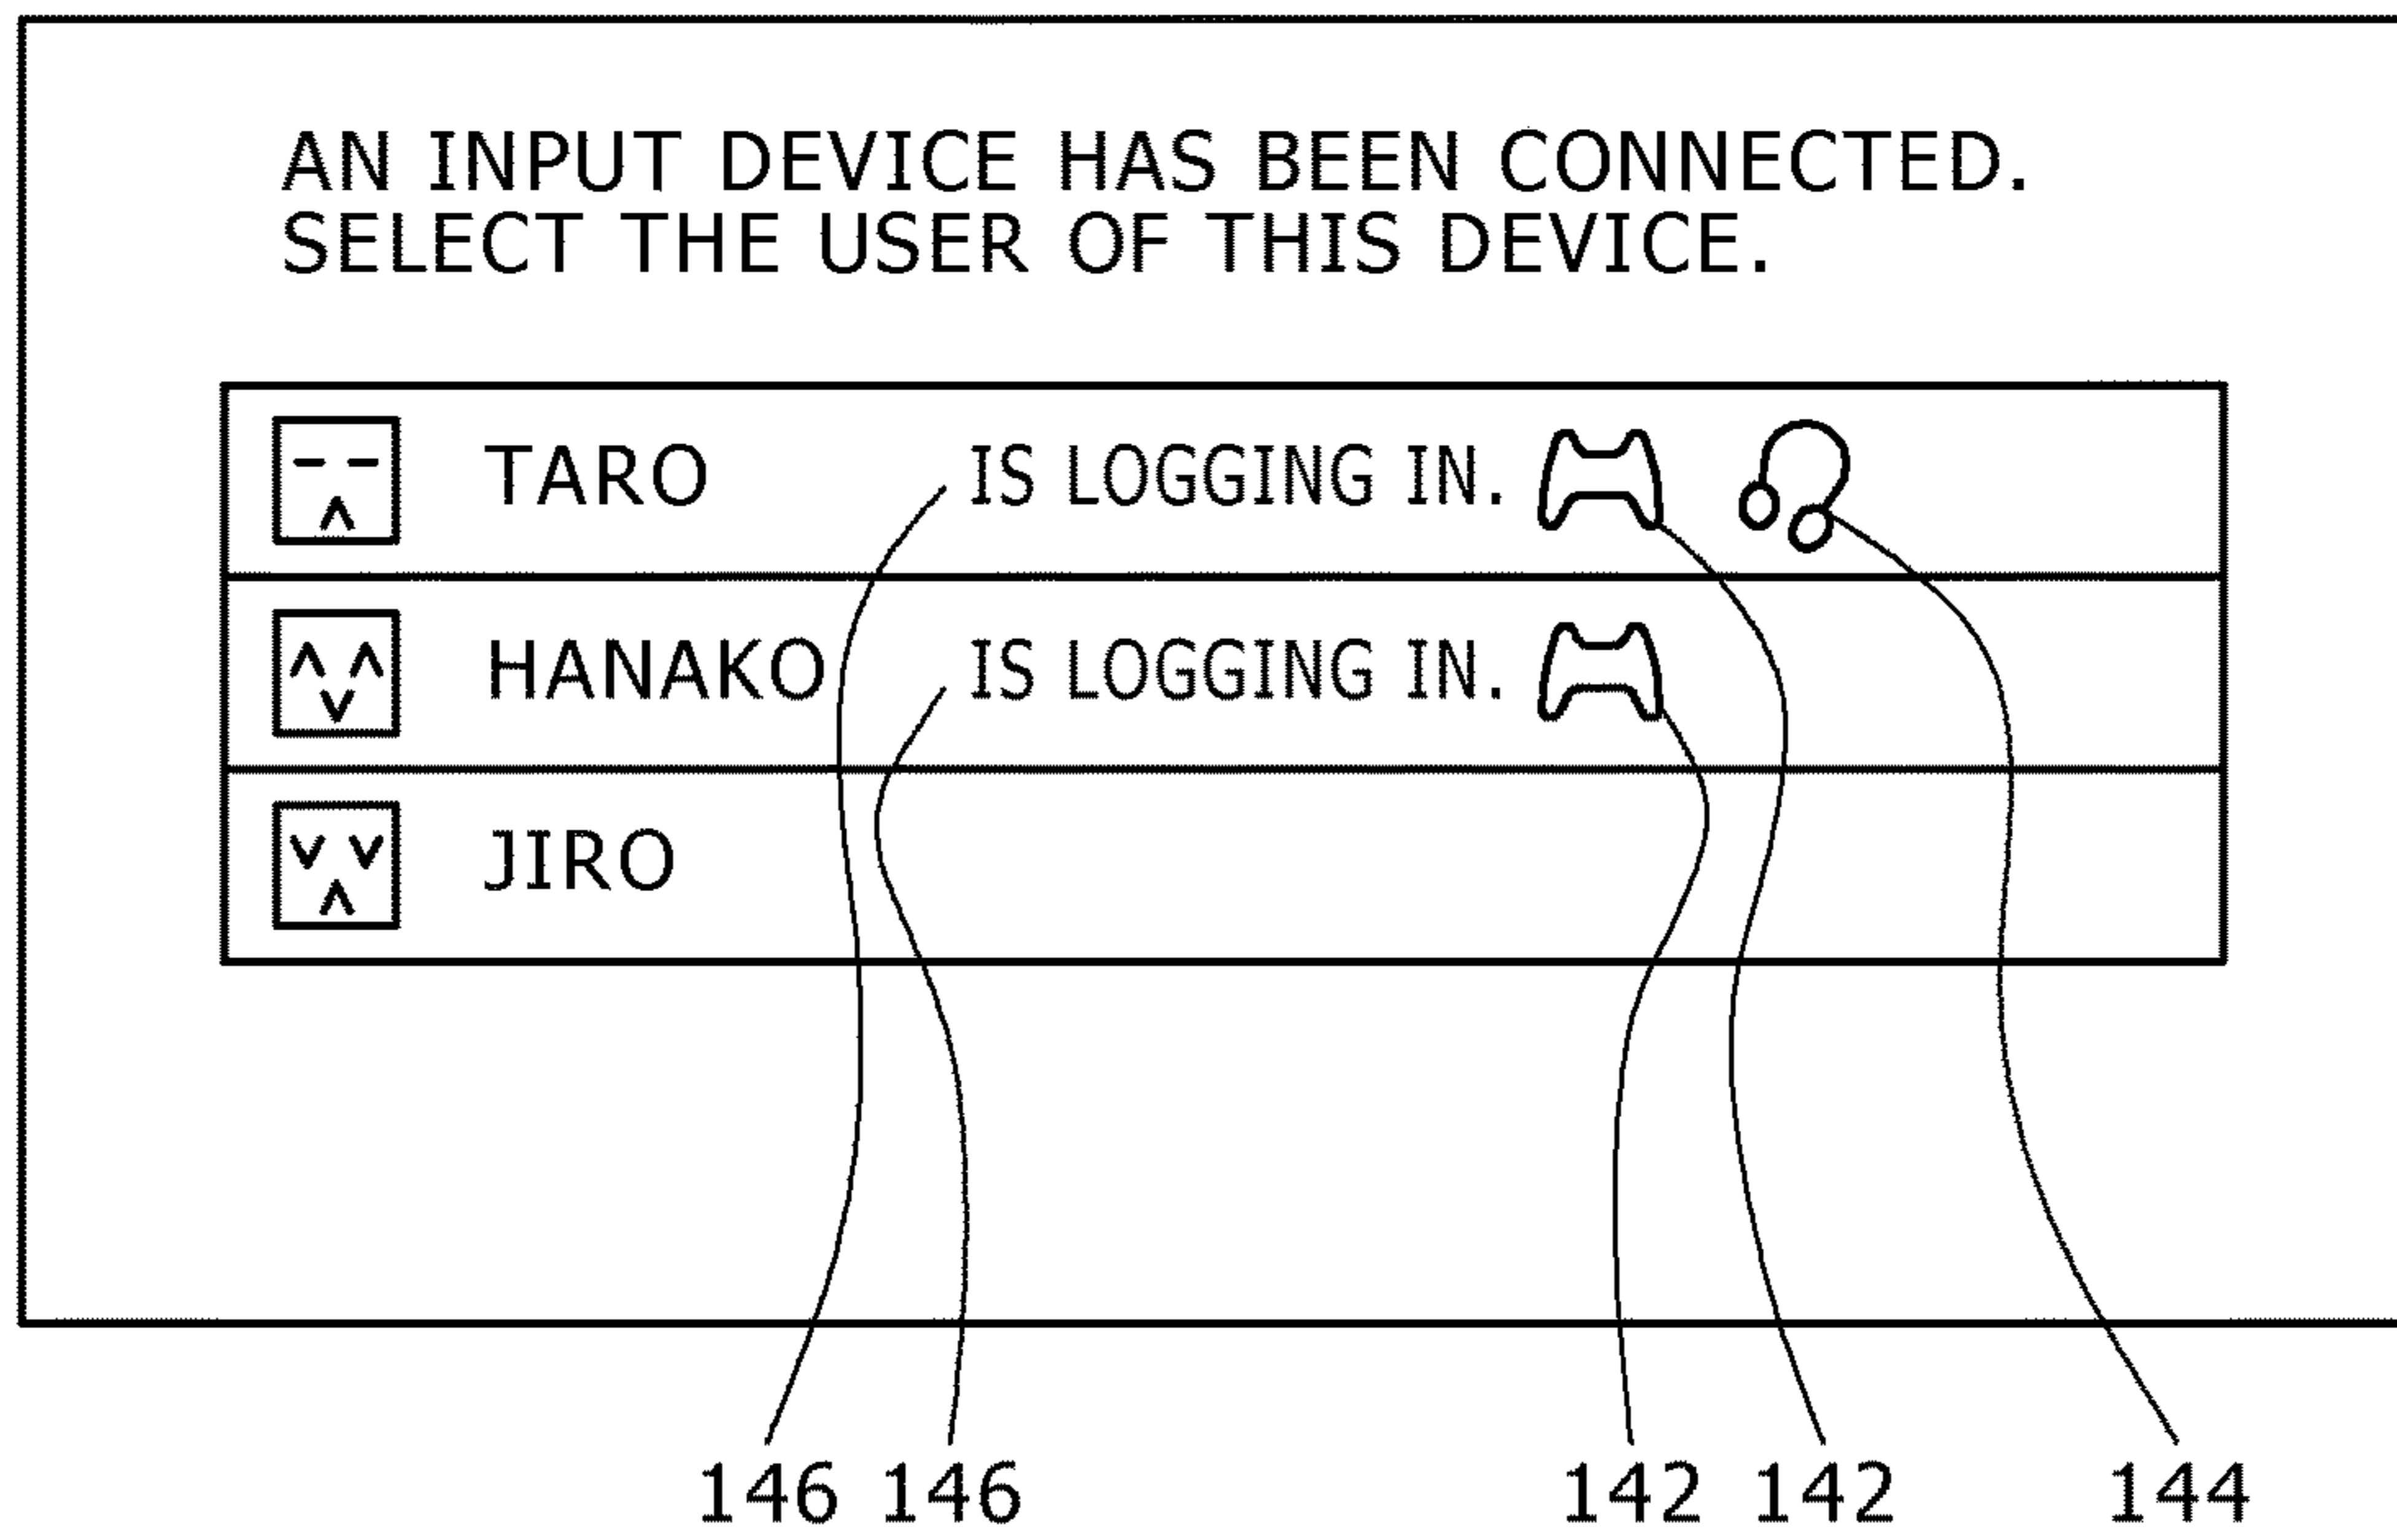 AN INPUT DEVICE HAS BEEN CONNECTED.
SELECT THE USER OF THIS DEVICE.
TARO IS LOGGING IN.
HANAKO IS LOGGING IN.
JIRO
146 146 142 142 144